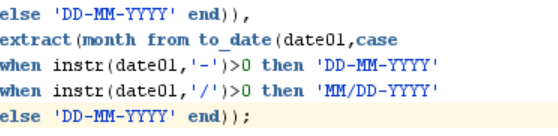 else 'DD-MM-YYYY' end)),
extract(month from to_date(date01,case
when instr(date01,'-')>0 then 'DD-MM-YYYY'
when instr(date01,'/')>0 then 'MM/DD-YYYY'
else 'DD-MM-YYYY' end));